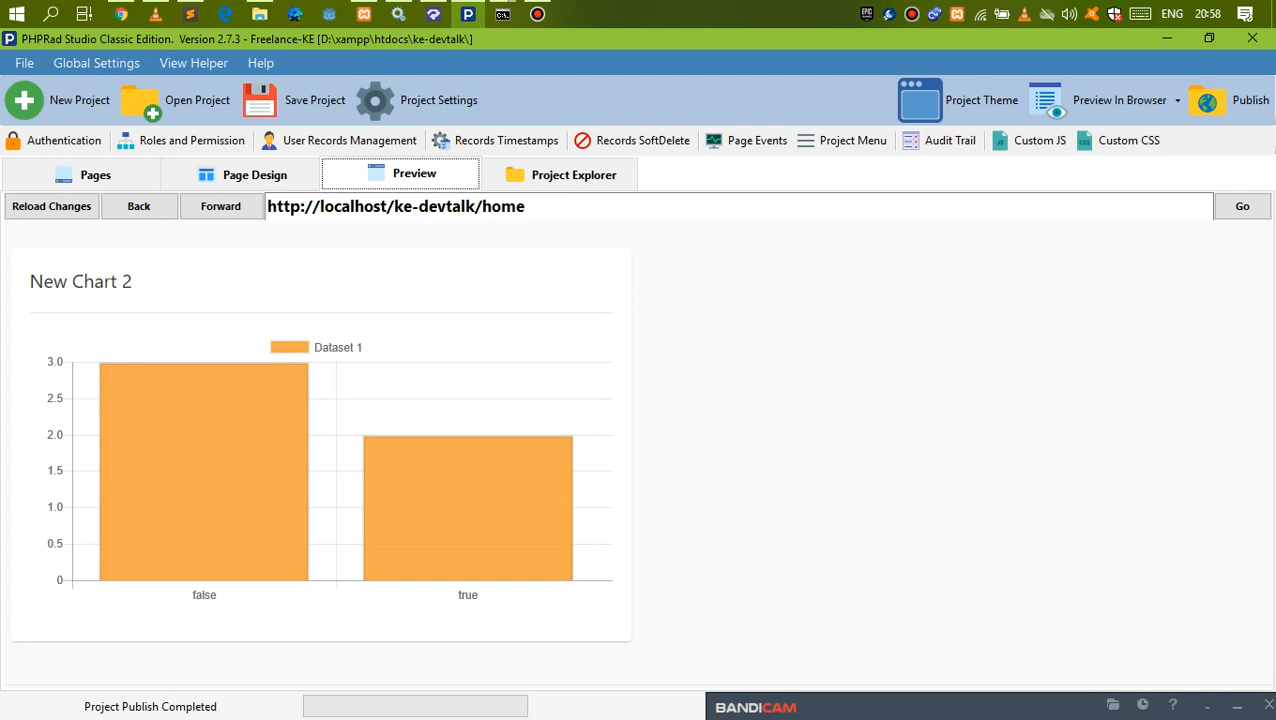 ENG 20:58
PHPRad Studio Classic Edition. Version 2.7.3 - Freelance-KE [D:\xampp\htdocs\ke-devtalk\]
File Global Settings View Helper Help
New Project Open Project Save Project Project Settings Project Theme Preview In Browser Publish
Authentication Roles and Permission User Records Management Records Timestamps Records SoftDelete Page Events Project Menu Audit Trail Custom JS Custom CSS
Pages Page Design Preview Project Explorer
Reload Changes Back Forward http://localhost/ke-devtalk/home Go
New Chart 2
Dataset 1
3.0
2.5
2.0
1.5
1.0
0.5
0
false true
Project Publish Completed BANDICAM